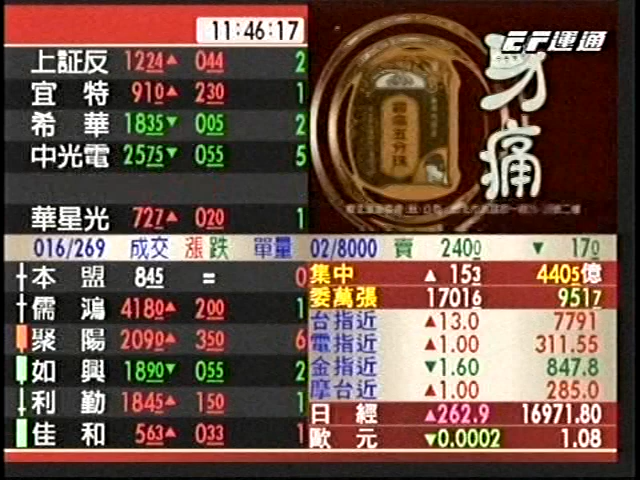 11:46:17
上証反 1224▲ 044 2
宜特 910▲ 230 1
希華 1835▼ 005 2
中光電 2575▼ 055 5
華星光 727▲ 020 1
EF運通
身痛
五分珠
016/269 成交 漲跌 單量 02/8000 賣 2400 ▼ 170
本盟 845 = 0
儒鴻 4180▲ 200 1
聚陽 2090▲ 350 6
如興 1890▼ 055 2
利勤 1845▲ 150 1
佳和 563▲ 033 1
集中 ▲ 153 4405億
委萬張 17016 9517
台指近 ▲13.0 7791
電指近 ▲1.00 311.55
金指近 ▼1.60 847.8
摩台近 ▲1.00 285.0
日經 ▲262.9 16971.80
歐元 ▼0.0002 1.08